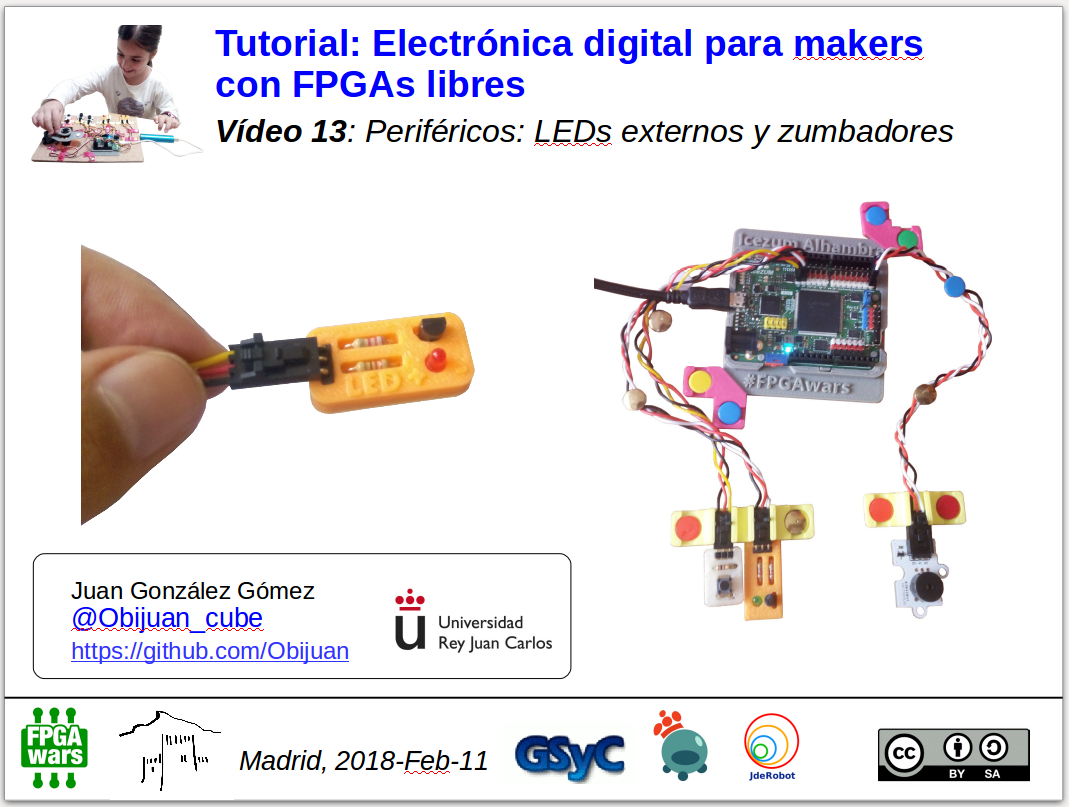 Tutorial: Electrónica digital para makers
con FPGAs libres
Vídeo 13: Periféricos: LEDs externos y zumbadores
Icezum Alhambra
#FPGAwars
LED
Juan González Gómez
@Obijuan_cube
https://github.com/Obijuan
u
Universidad
Rey Juan Carlos
FPGA
wars
Madrid, 2018-Feb-11
GSyC
JdeRobot
cc
BY SA